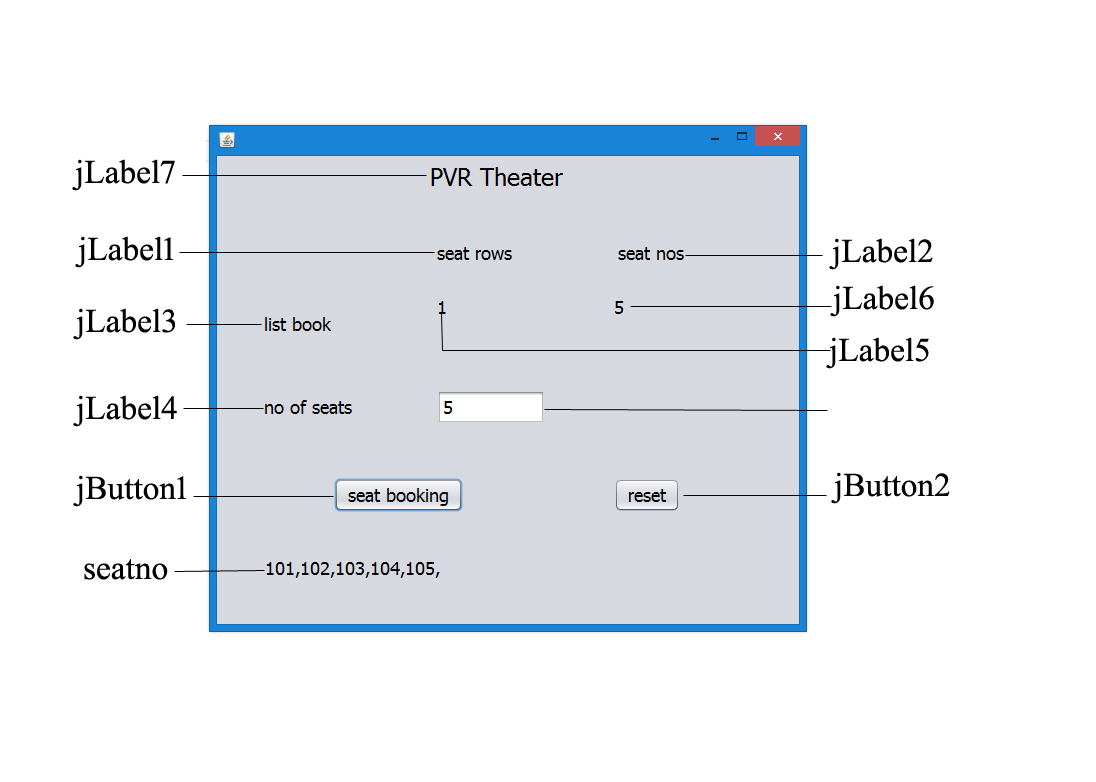 jLabel7 PVR Theater
jLabel1 seat rows seat nos jLabel2
1 5 jLabel6
jLabel3 list book
jLabel5
jLabel4 no of seats 5
jButton1 seat booking reset jButton2
seatno 101,102,103,104,105,